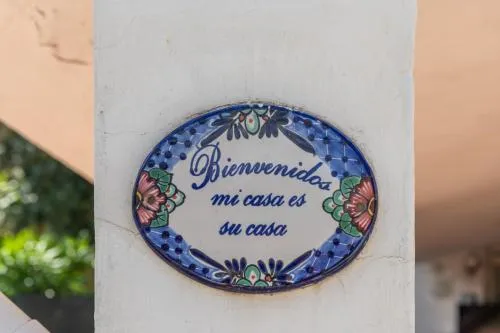 Bienvenidos
mi casa es
su casa